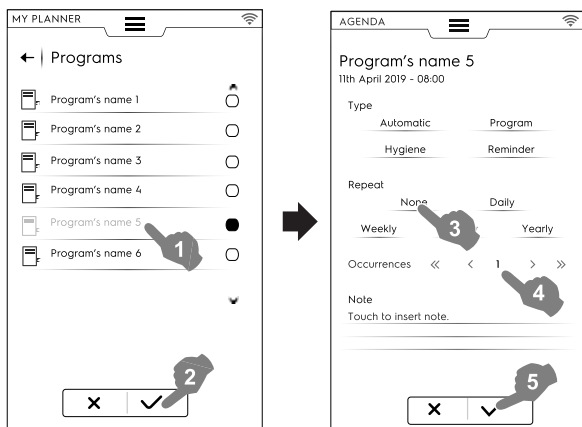 MY PLANNER
Programs
Program's name 1
Program's name 2
Program's name 3
Program's name 4
Program's name 5
1
Program's name 6
2
AGENDA
Program's name 5
11th April 2019 - 08:00
Type
Automatic Program
Hygiene Reminder
Repeat
None Daily
3
Weekly Yearly
Occurrences « < 1 > »
4
Note
Touch to insert note.
5